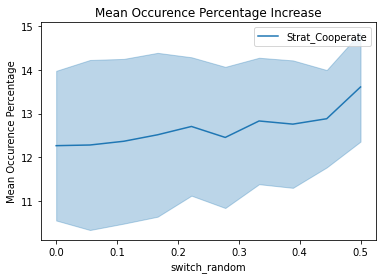 Mean Occurence Percentage Increase
Strat_Cooperate
Mean Occurence Percentage
15
14
13
12
11
0.0 0.1 0.2 0.3 0.4 0.5
switch_random